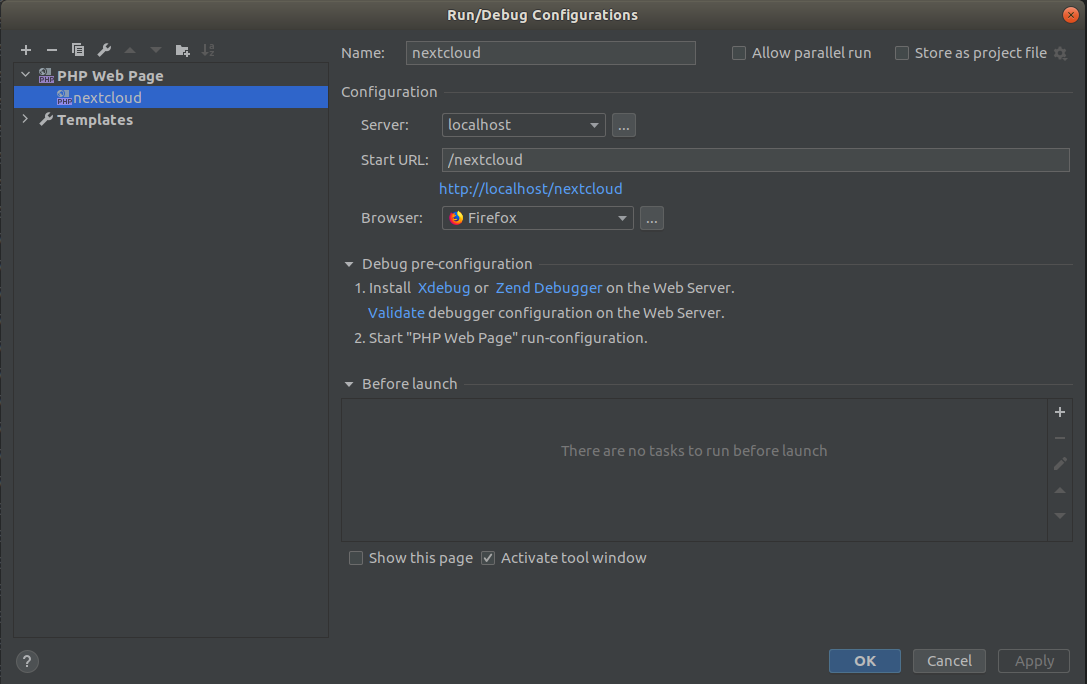 Run/Debug Configurations
PHP Web Page
nextcloud
Templates
Name: nextcloud Allow parallel run Store as project file
Configuration
Server: localhost ...
Start URL: /nextcloud
http://localhost/nextcloud
Browser: Firefox ...
Debug pre-configuration
1. Install Xdebug or Zend Debugger on the Web Server.
Validate debugger configuration on the Web Server.
2. Start "PHP Web Page" run-configuration.
Before launch
There are no tasks to run before launch
Show this page Activate tool window
? OK Cancel Apply